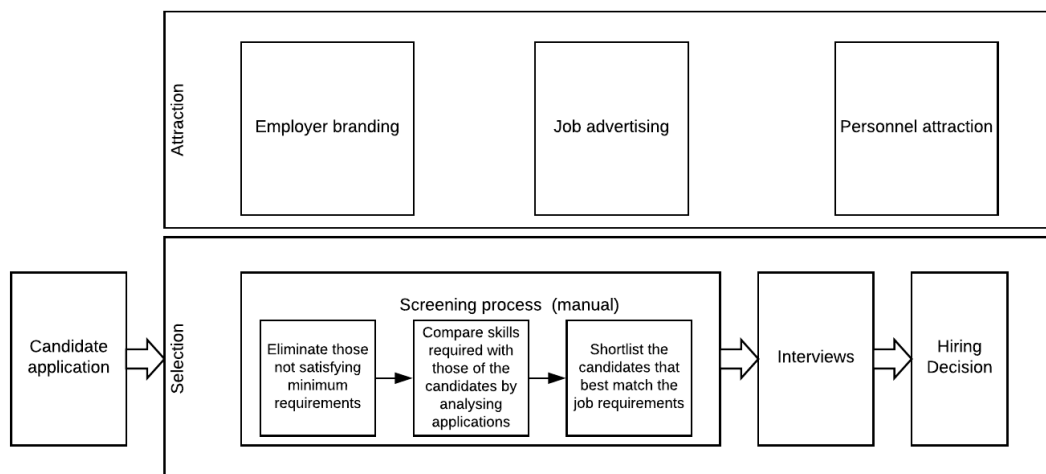 Attraction
Employer branding
Job advertising
Personnel attraction
Candidate
application
Selection
Screening process (manual)
Eliminate those
not satisfying
minimum
requirements
Compare skills
required with
those of the
candidates by
analysing
applications
Shortlist the
candidates that
best match the
job requirements
Interviews
Hiring
Decision